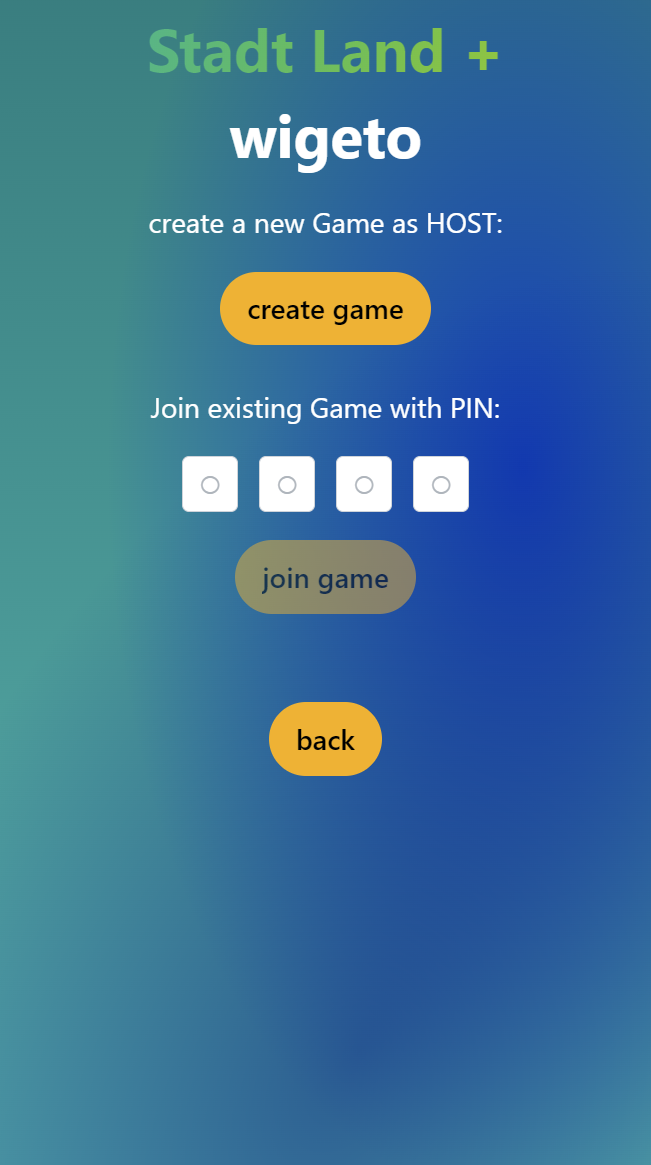 Stadt Land +
wigeto
create a new Game as HOST:
create game
Join existing Game with PIN:
join game
back